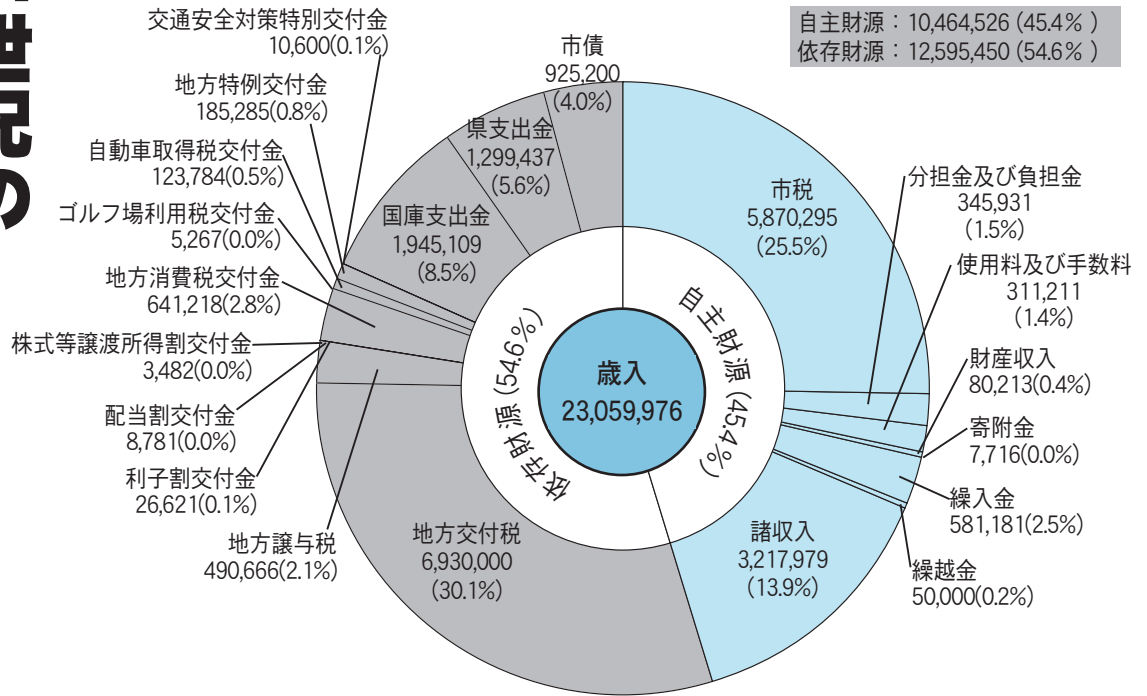 税の
自主財源：10,464,526 (45.4％)
依存財源：12,595,450 (54.6％)
交通安全対策特別交付金
10,600(0.1%)
地方特例交付金
185,285(0.8%)
自動車取得税交付金
123,784(0.5%)
ゴルフ場利用税交付金
5,267(0.0%)
地方消費税交付金
641,218(2.8%)
株式等譲渡所得割交付金
3,482(0.0%)
配当割交付金
8,781(0.0%)
利子割交付金
26,621(0.1%)
地方譲与税
490,666(2.1%)
市債
925,200
(4.0%)
県支出金
1,299,437
(5.6%)
国庫支出金
1,945,109
(8.5%)
地方交付税
6,930,000
(30.1%)
依存財源 (54.6％)
歳入
23,059,976
自主財源 (45.4％)
市税
5,870,295
(25.5%)
分担金及び負担金
345,931
(1.5%)
使用料及び手数料
311,211
(1.4%)
財産収入
80,213(0.4%)
寄附金
7,716(0.0%)
繰入金
581,181(2.5%)
繰越金
50,000(0.2%)
諸収入
3,217,979
(13.9%)